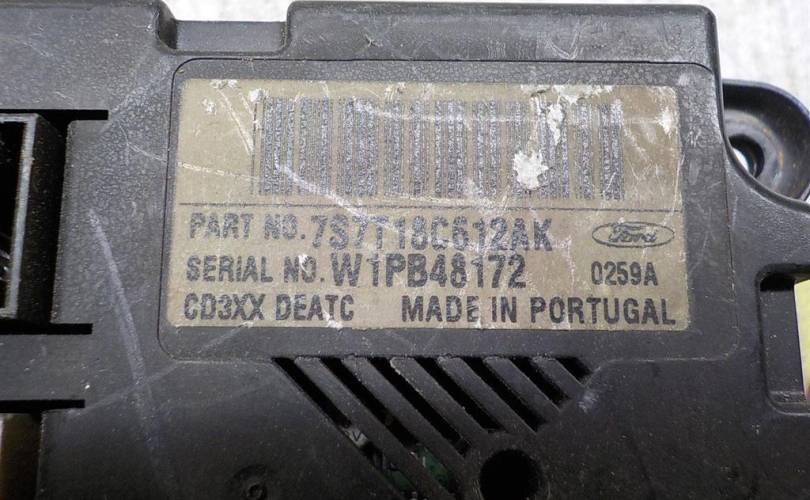 PART NO. 7S7T18C612AK Ford
SERIAL NO. W1PB48172 0259A
CD3XX DEATC MADE IN PORTUGAL